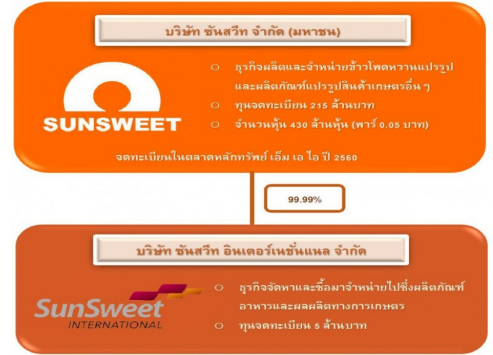 บริษัท ซันสวีท จำกัด (มหาชน)
SUNSWEET
○ ธุรกิจผลิตและจำหน่ายข้าวโพดหวานแปรรูป
และผลิตภัณฑ์แปรรูปสินค้าเกษตรอื่น ๆ
○ ทุนจดทะเบียน 215 ล้านบาท
○ จำนวนหุ้น 430 ล้านหุ้น (พาร์ 0.05 บาท)
จดทะเบียนในตลาดหลักทรัพย์ เอ็ม เอ ไอ ปี 2560
99.99%
บริษัท ซันสวีท อินเตอร์เนชั่นแนล จำกัด
SunSweet
INTERNATIONAL
○ ธุรกิจจัดหาและซื้อมาจำหน่ายไปซึ่งผลิตภัณฑ์
อาหารและผลผลิตทางการเกษตร
○ ทุนจดทะเบียน 5 ล้านบาท